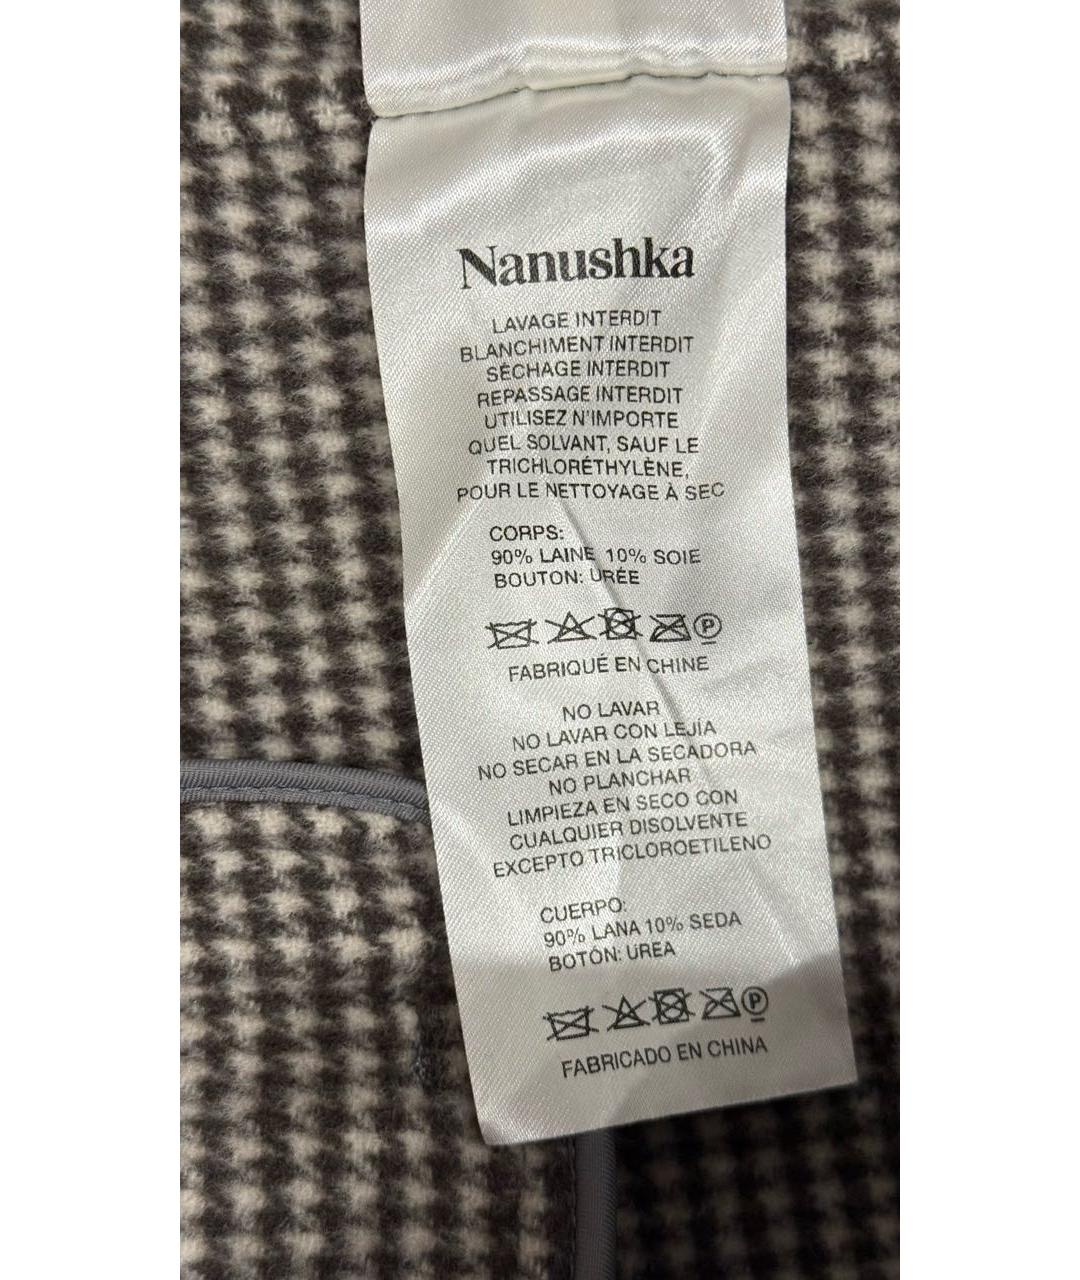 Nanushka
LAVAGE INTERDIT
BLANCHIMENT INTERDIT
SÉCHAGE INTERDIT
REPASSAGE INTERDIT
UTILISEZ N'IMPORTE
QUEL SOLVANT, SAUF LE
TRICHLORÉTHYLÈNE,
POUR LE NETTOYAGE À SEC
CORPS:
90% LAINE 10% SOIE
BOUTON: URÉE
P
FABRIQUÉ EN CHINE
NO LAVAR
NO LAVAR CON LEJÍA
NO SECAR EN LA SECADORA
NO PLANCHAR
LIMPIEZA EN SECO CON
CUALQUIER DISOLVENTE
EXCEPTO TRICLOROETILENO
CUERPO:
90% LANA 10% SEDA
BOTÓN: UREA
P
FABRICADO EN CHINA